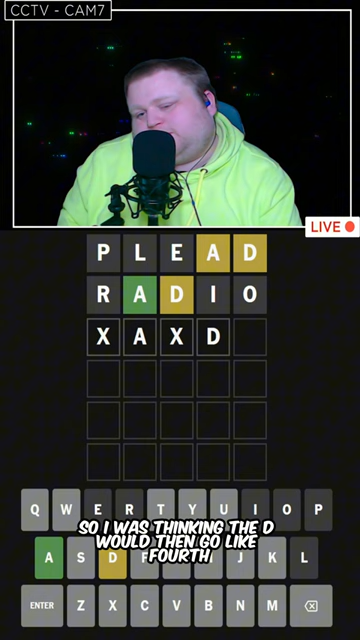 CCTV - CAM7
LIVE
P L E A D
R A D I O
X A X D
Q W E R T Y U I O P
SO I WAS THINKING THE D
WOULD THEN GO LIKE
FOURTH
A S D F J K L
ENTER Z X C V B N M